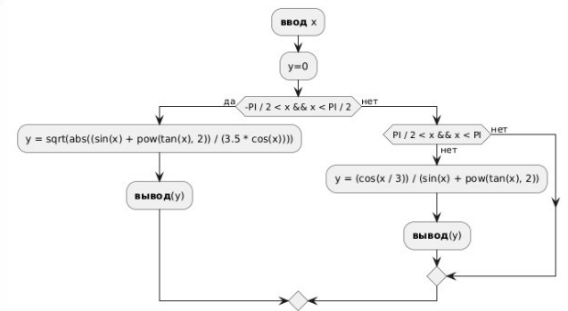 ввод x
y=0
да
-PI / 2 < x && x < PI / 2
нет
y = sqrt(abs((sin(x) + pow(tan(x), 2)) / (3.5 * cos(x))))
вывод(y)
PI / 2 < x && x < PI
нет
нет
y = (cos(x / 3)) / (sin(x) + pow(tan(x), 2))
вывод(y)